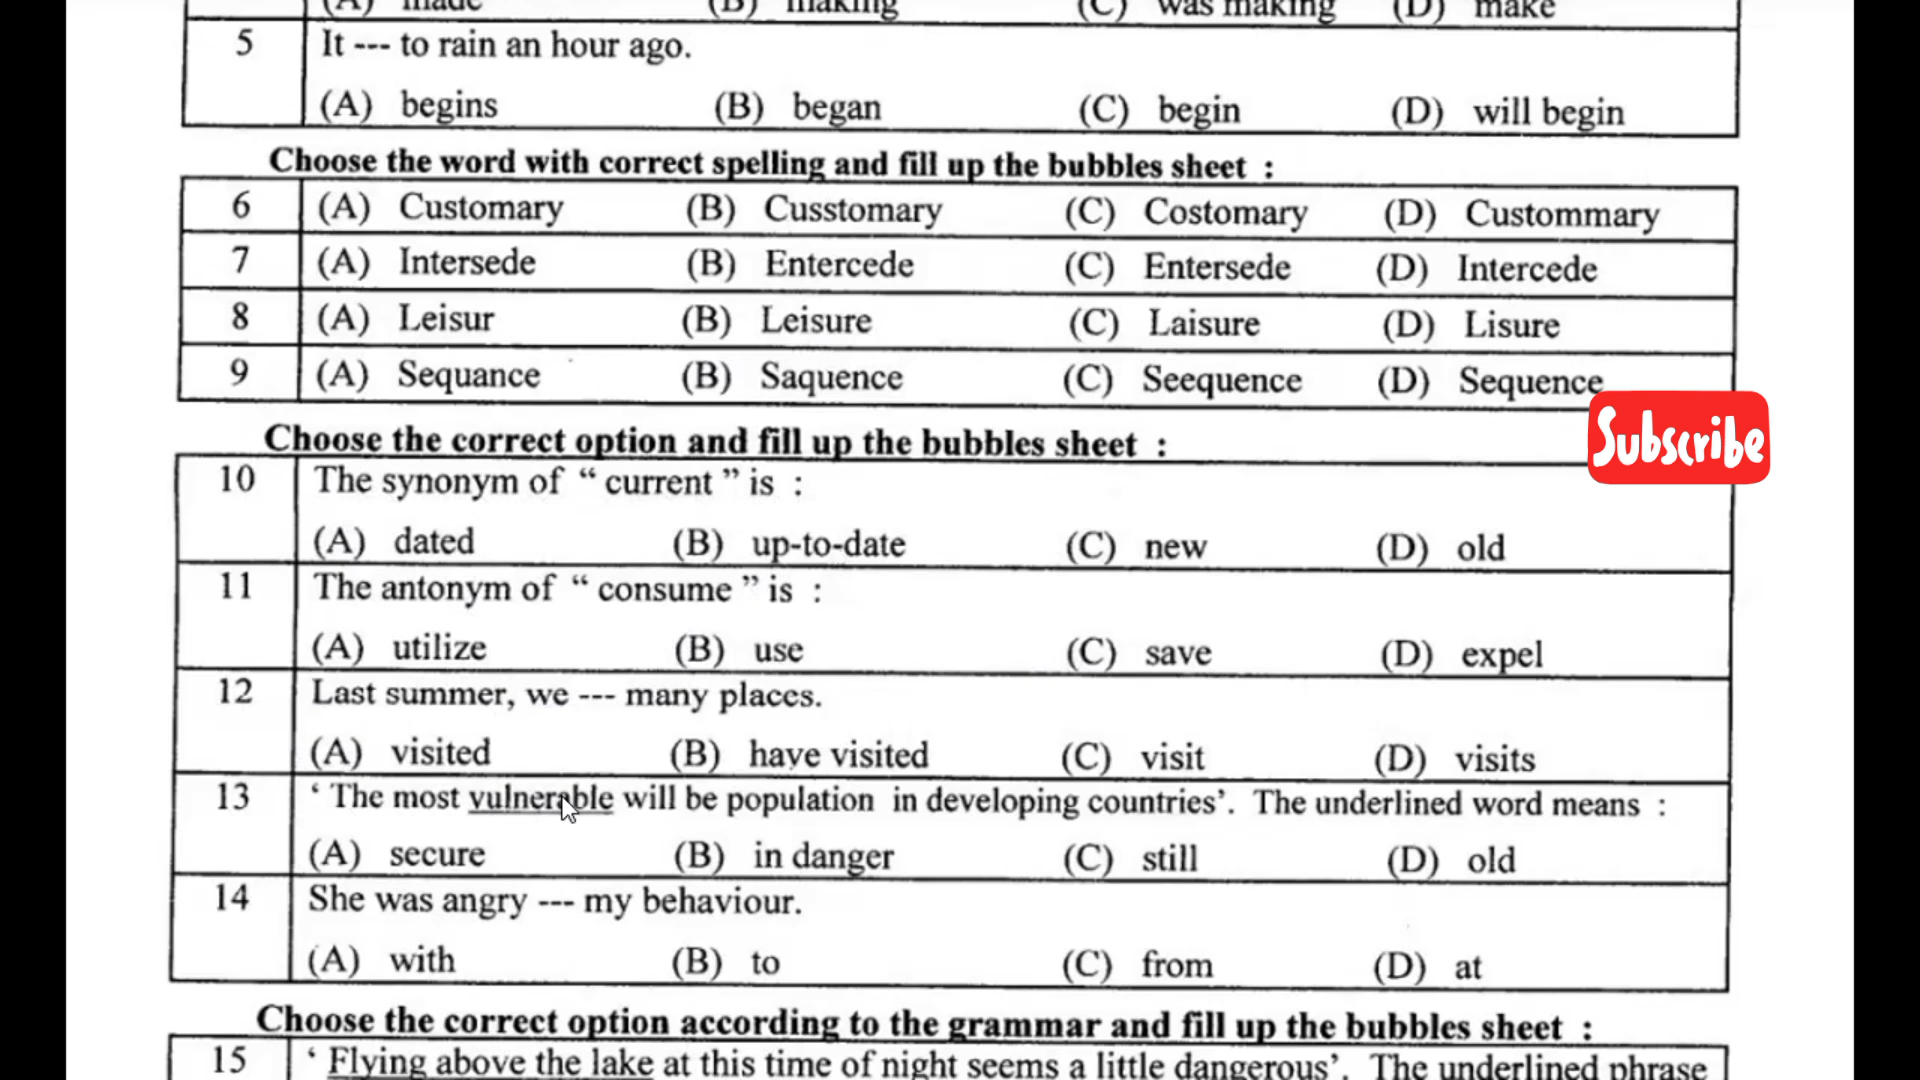 (A) made (B) making (C) was making (D) make
5 It --- to rain an hour ago.
(A) begins (B) began (C) begin (D) will begin
Choose the word with correct spelling and fill up the bubbles sheet :
6 (A) Customary (B) Cusstomary (C) Costomary (D) Custommary
7 (A) Intersede (B) Entercede (C) Entersede (D) Intercede
8 (A) Leisur (B) Leisure (C) Laisure (D) Lisure
9 (A) Sequance (B) Saquence (C) Seequence (D) Sequence
Subscribe
Choose the correct option and fill up the bubbles sheet :
10 The synonym of “ current ” is :
(A) dated (B) up-to-date (C) new (D) old
11 The antonym of “ consume ” is :
(A) utilize (B) use (C) save (D) expel
12 Last summer, we --- many places.
(A) visited (B) have visited (C) visit (D) visits
13 ‘ The most vulnerable will be population in developing countries’. The underlined word means :
(A) secure (B) in danger (C) still (D) old
14 She was angry --- my behaviour.
(A) with (B) to (C) from (D) at
Choose the correct option according to the grammar and fill up the bubbles sheet :
15 ‘ Flying above the lake at this time of night seems a little dangerous’. The underlined phrase